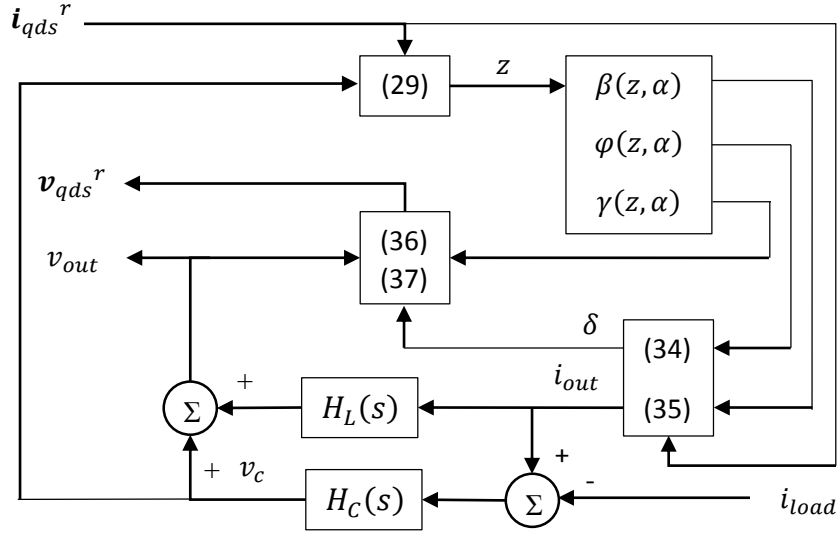 i_qds^r
(29)
z
β(z, α)
φ(z, α)
γ(z, α)
v_qds^r
(36)
(37)
v_out
δ
(34)
(35)
i_out
+
H_L(s)
Σ
+
+
v_c
H_C(s)
Σ
-
i_load